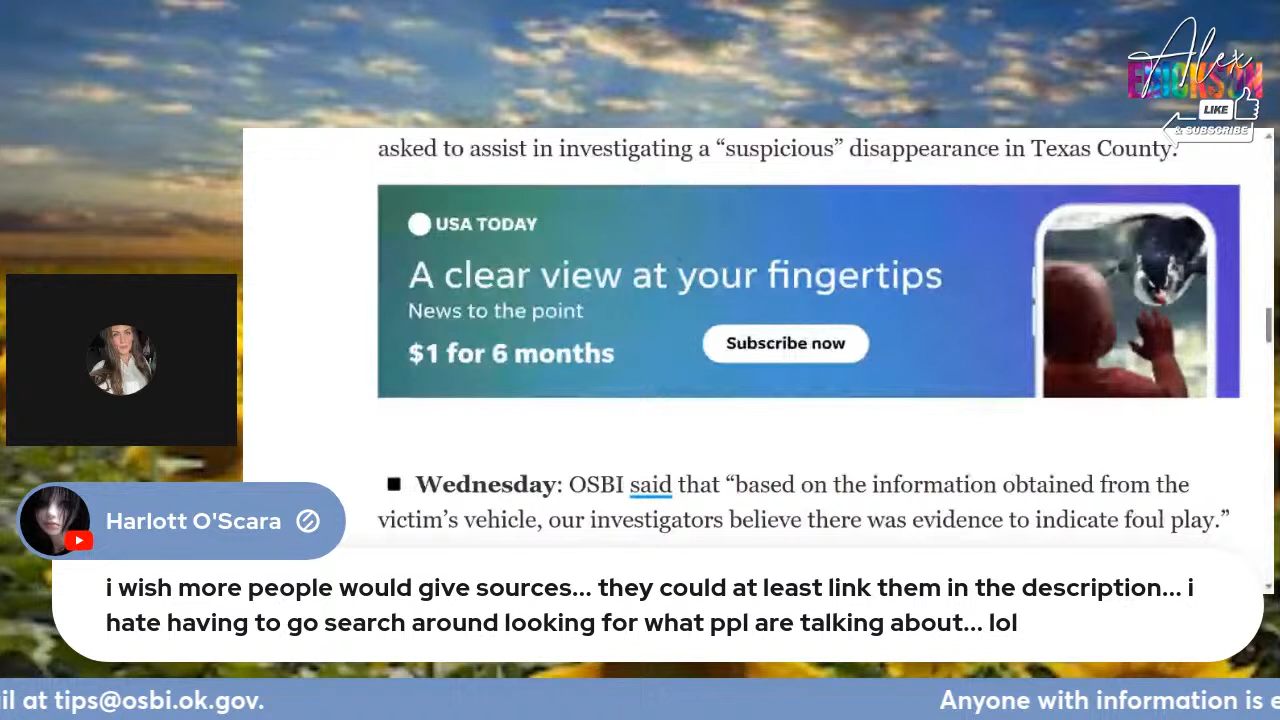 Alex
ERICKSON
LIKE
& SUBSCRIBE
asked to assist in investigating a “suspicious” disappearance in Texas County.
USA TODAY
A clear view at your fingertips
News to the point
$1 for 6 months
Subscribe now
■ Wednesday: OSBI said that “based on the information obtained from the
victim’s vehicle, our investigators believe there was evidence to indicate foul play.”
Harlott O'Scara
i wish more people would give sources... they could at least link them in the description... i
hate having to go search around looking for what ppl are talking about... lol
il at tips@osbi.ok.gov.
Anyone with information is e